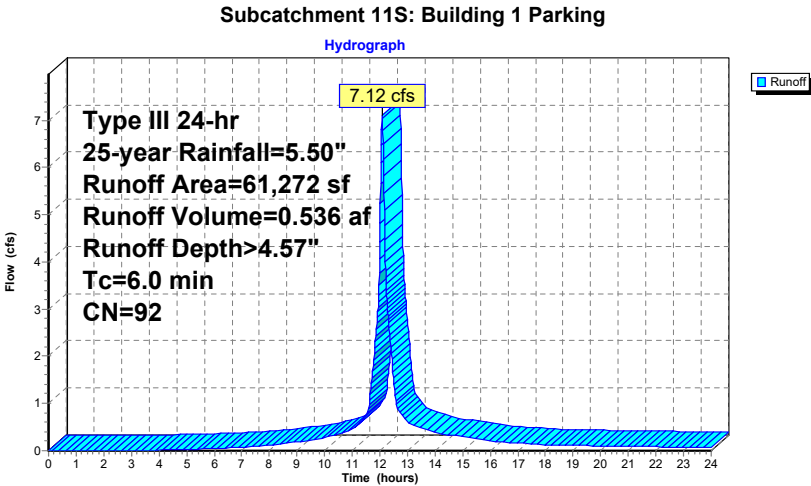 Subcatchment 11S: Building 1 Parking
Hydrograph
Runoff
7.12 cfs
Type III 24-hr
25-year Rainfall=5.50"
Runoff Area=61,272 sf
Runoff Volume=0.536 af
Runoff Depth>4.57"
Tc=6.0 min
CN=92
Flow (cfs)
7
6
5
4
3
2
1
0
0 1 2 3 4 5 6 7 8 9 10 11 12 13 14 15 16 17 18 19 20 21 22 23 24
Time (hours)